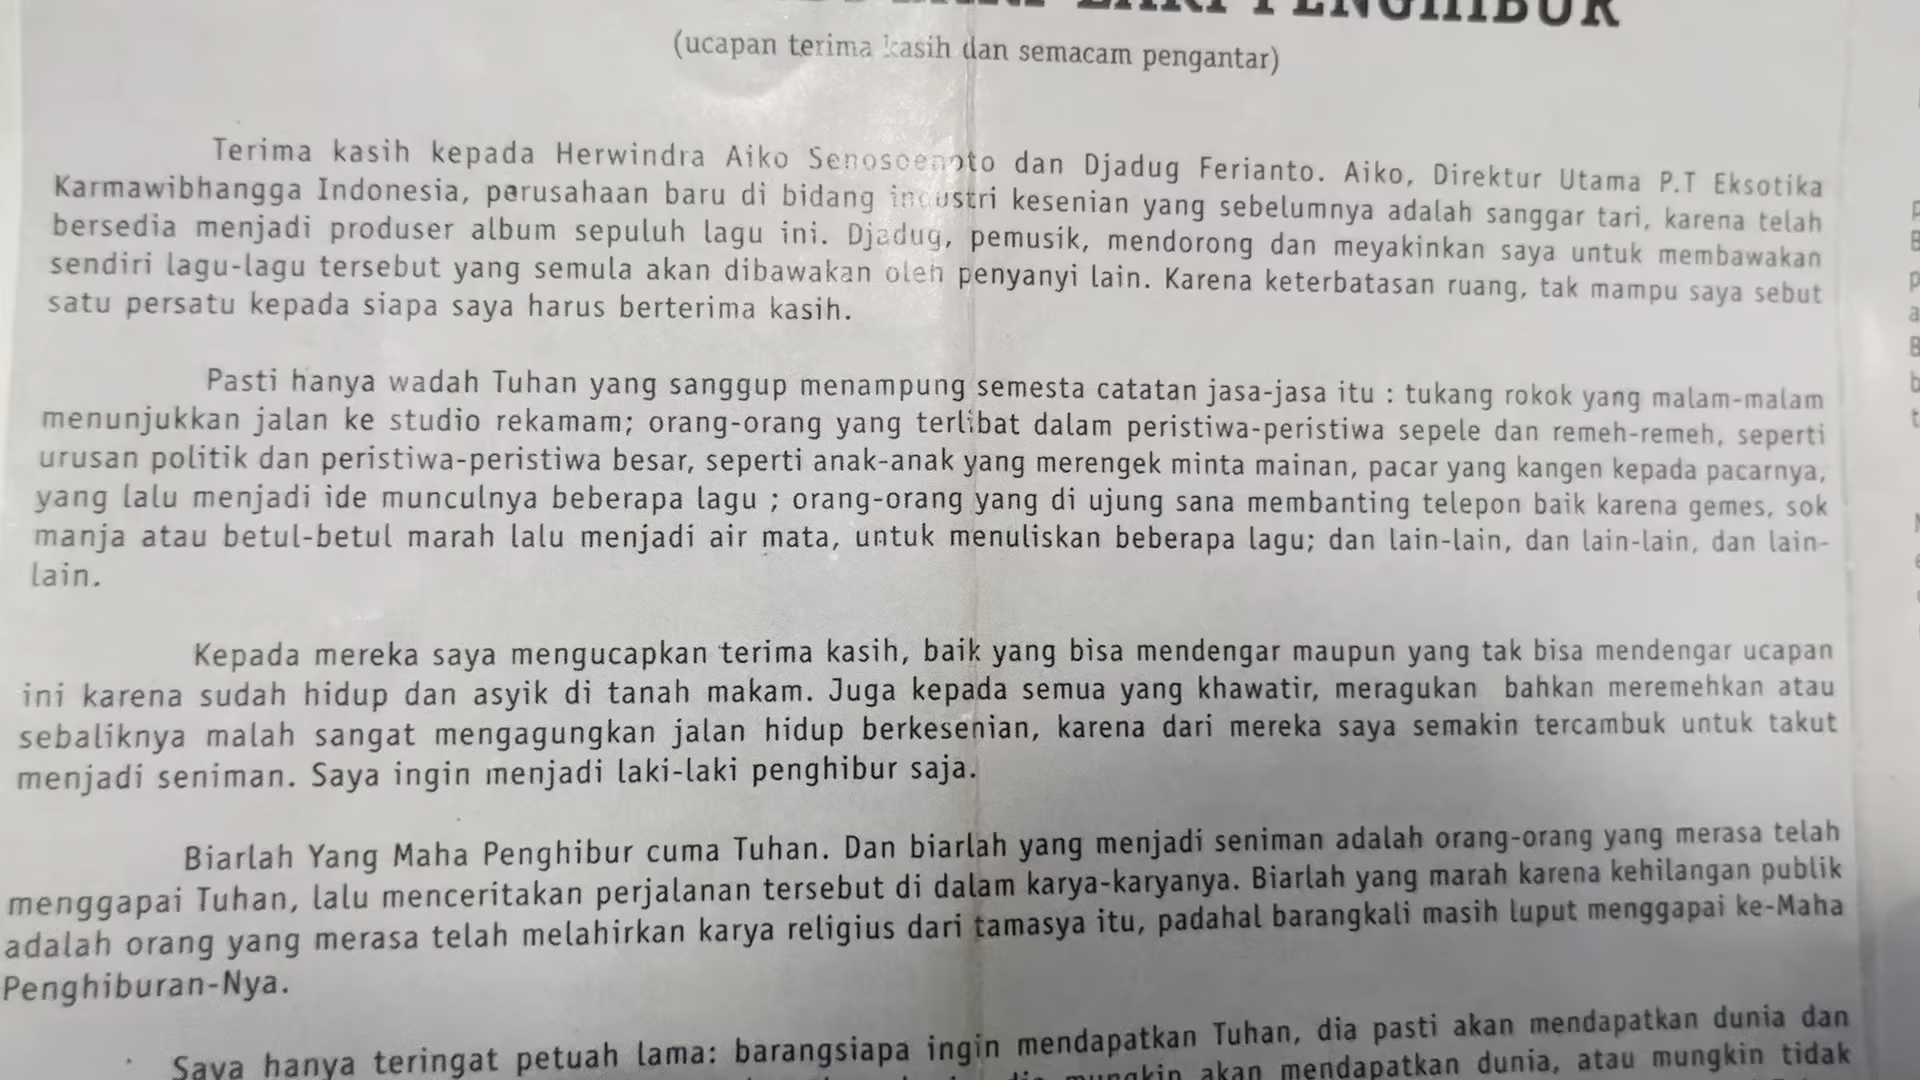 LAKI PENGHIBUR
(ucapan terima kasih dan semacam pengantar)
Terima kasih kepada Herwindra Aiko Senosoenoto dan Djadug Ferianto. Aiko, Direktur Utama P.T Eksotika
Karmawibhangga Indonesia, perusahaan baru di bidang industri kesenian yang sebelumnya adalah sanggar tari, karena telah
bersedia menjadi produser album sepuluh lagu ini. Djadug, pemusik, mendorong dan meyakinkan saya untuk membawakan
sendiri lagu-lagu tersebut yang semula akan dibawakan oleh penyanyi lain. Karena keterbatasan ruang, tak mampu saya sebut
satu persatu kepada siapa saya harus berterima kasih.
Pasti hanya wadah Tuhan yang sanggup menampung semesta catatan jasa-jasa itu : tukang rokok yang malam-malam
menunjukkan jalan ke studio rekamam; orang-orang yang terlibat dalam peristiwa-peristiwa sepele dan remeh-remeh, seperti
urusan politik dan peristiwa-peristiwa besar, seperti anak-anak yang merengek minta mainan, pacar yang kangen kepada pacarnya,
yang lalu menjadi ide munculnya beberapa lagu ; orang-orang yang di ujung sana membanting telepon baik karena gemes, sok
manja atau betul-betul marah lalu menjadi air mata, untuk menuliskan beberapa lagu; dan lain-lain, dan lain-lain, dan lain-
lain.
Kepada mereka saya mengucapkan terima kasih, baik yang bisa mendengar maupun yang tak bisa mendengar ucapan
ini karena sudah hidup dan asyik di tanah makam. Juga kepada semua yang khawatir, meragukan bahkan meremehkan atau
sebaliknya malah sangat mengagungkan jalan hidup berkesenian, karena dari mereka saya semakin tercambuk untuk takut
menjadi seniman. Saya ingin menjadi laki-laki penghibur saja.
Biarlah Yang Maha Penghibur cuma Tuhan. Dan biarlah yang menjadi seniman adalah orang-orang yang merasa telah
menggapai Tuhan, lalu menceritakan perjalanan tersebut di dalam karya-karyanya. Biarlah yang marah karena kehilangan publik
adalah orang yang merasa telah melahirkan karya religius dari tamasya itu, padahal barangkali masih luput menggapai ke-Maha
Penghiburan-Nya.
Saya hanya teringat petuah lama: barangsiapa ingin mendapatkan Tuhan, dia pasti akan mendapatkan dunia dan
mungkin akan mendapatkan dunia, atau mungkin tidak